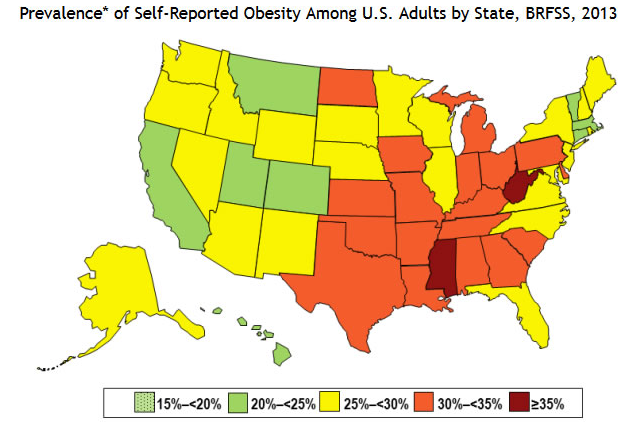 Prevalence* of Self-Reported Obesity Among U.S. Adults by State, BRFSS, 2013
15%–<20% 20%–<25% 25%–<30% 30%–<35% ≥35%